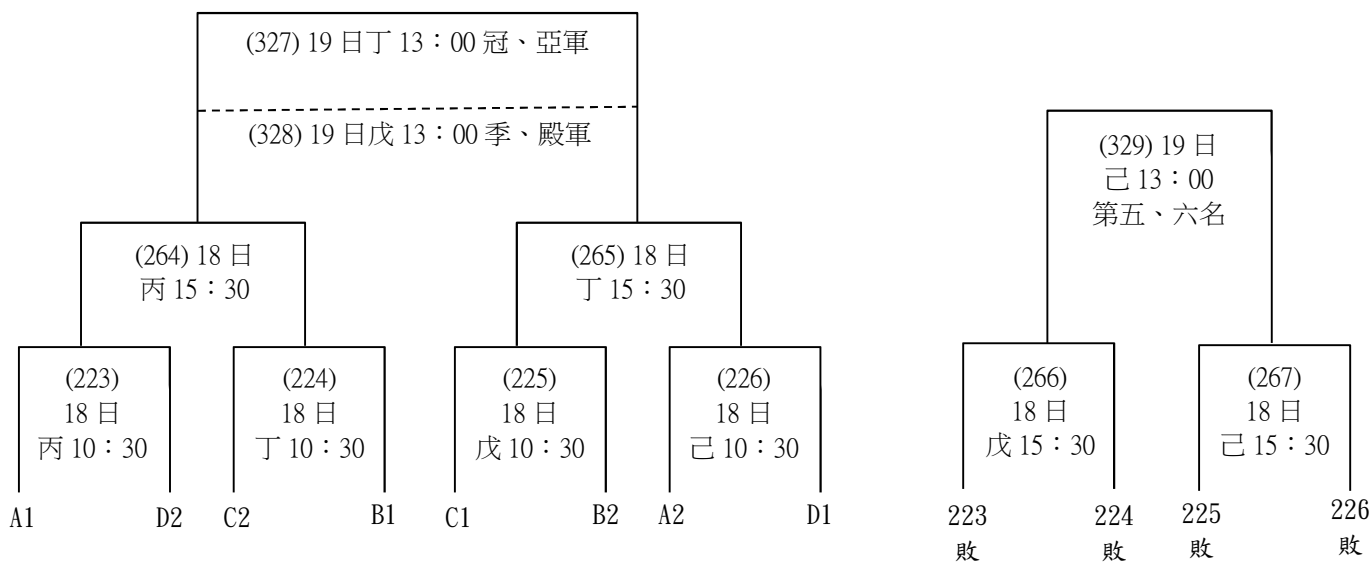 (327) 19 日丁 13：00 冠、亞軍
(328) 19 日戊 13：00 季、殿軍
(264) 18 日
丙 15：30
(265) 18 日
丁 15：30
(223)
18 日
丙 10：30
(224)
18 日
丁 10：30
(225)
18 日
戊 10：30
(226)
18 日
己 10：30
A1
D2
C2
B1
C1
B2
A2
D1
(329) 19 日
己 13：00
第五、六名
(266)
18 日
戊 15：30
(267)
18 日
己 15：30
223
敗
224
敗
225
敗
226
敗